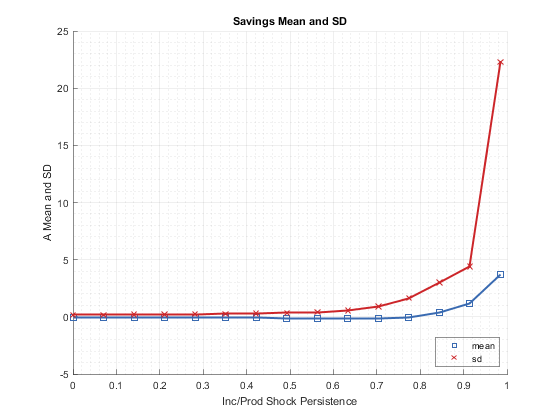 Savings Mean and SD
25
20
15
10
5
0
-5
A Mean and SD
0 0.1 0.2 0.3 0.4 0.5 0.6 0.7 0.8 0.9 1
Inc/Prod Shock Persistence
mean
sd